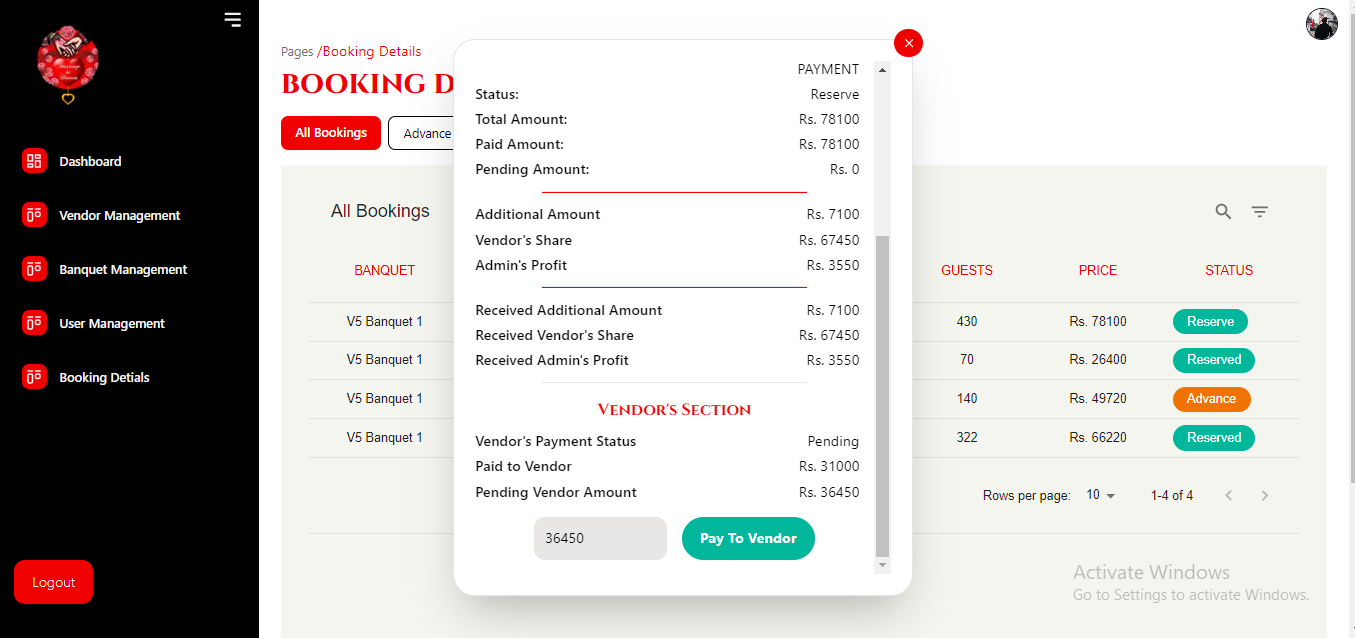 Pages /Booking Details
BOOKING D
All Bookings
Advance
Dashboard
Vendor Management
Banquet Management
User Management
Booking Detials
Logout
All Bookings
BANQUET GUESTS PRICE STATUS
V5 Banquet 1 430 Rs. 78100 Reserve
V5 Banquet 1 70 Rs. 26400 Reserved
V5 Banquet 1 140 Rs. 49720 Advance
V5 Banquet 1 322 Rs. 66220 Reserved
Rows per page: 10 1-4 of 4
PAYMENT
Status: Reserve
Total Amount: Rs. 78100
Paid Amount: Rs. 78100
Pending Amount: Rs. 0
Additional Amount Rs. 7100
Vendor's Share Rs. 67450
Admin's Profit Rs. 3550
Received Additional Amount Rs. 7100
Received Vendor's Share Rs. 67450
Received Admin's Profit Rs. 3550
Vendor's Section
Vendor's Payment Status Pending
Paid to Vendor Rs. 31000
Pending Vendor Amount Rs. 36450
36450 Pay To Vendor
Activate Windows
Go to Settings to activate Windows.